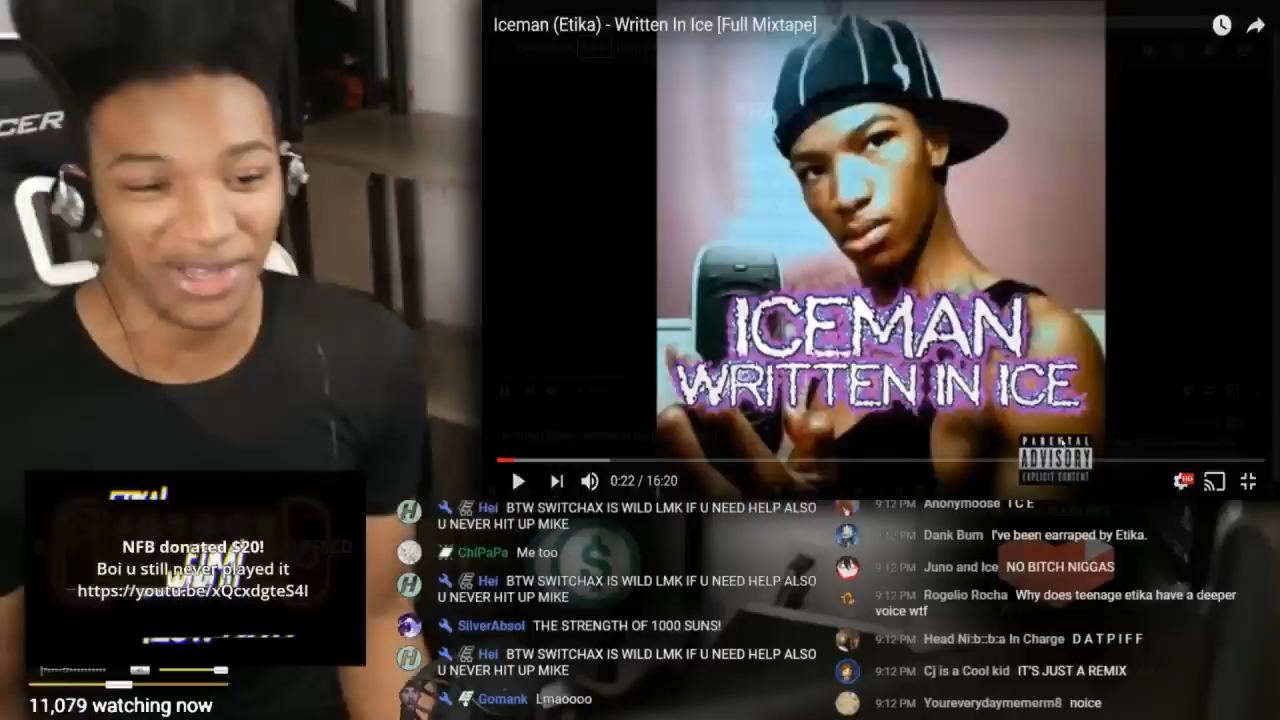 Iceman (Etika) - Written In Ice [Full Mixtape]
CER
ICEMAN
WRITTEN IN ICE
PARENTAL
ADVISORY
EXPLICIT CONTENT
0:22 / 16:20
NFB donated $20!
Boi u still never played it
https://youtu.be/xQcxdgteS4I
11,079 watching now
Hei BTW SWITCHAX IS WILD LMK IF U NEED HELP ALSO
U NEVER HIT UP MIKE
ChiPaPa Me too
Hei BTW SWITCHAX IS WILD LMK IF U NEED HELP ALSO
U NEVER HIT UP MIKE
SilverAbsol THE STRENGTH OF 1000 SUNS!
Hei BTW SWITCHAX IS WILD LMK IF U NEED HELP ALSO
U NEVER HIT UP MIKE
Gomank Lmaoooo
9:12 PM Anonymoose I C E
9:12 PM Dank Bum I've been earraped by Etika.
9:12 PM Juno and Ice NO BITCH NIGGAS
9:12 PM Rogelio Rocha Why does teenage etika have a deeper
voice wtf
9:12 PM Head Ni:b::b:a In Charge D A T P I F F
9:12 PM Cj is a Cool kid IT'S JUST A REMIX
9:12 PM Youreverydaymemerm8 noice